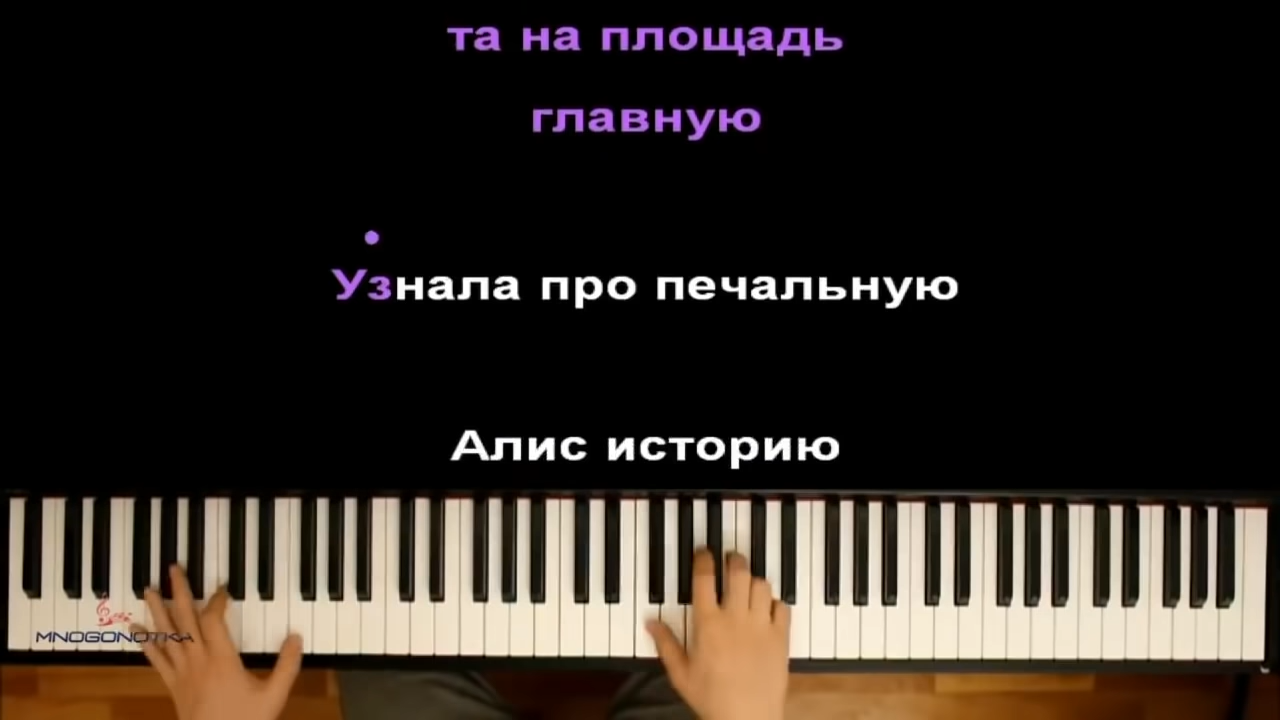 та на площадь
главную
Узнала про печальную
Алис историю
MNOGONOTKA